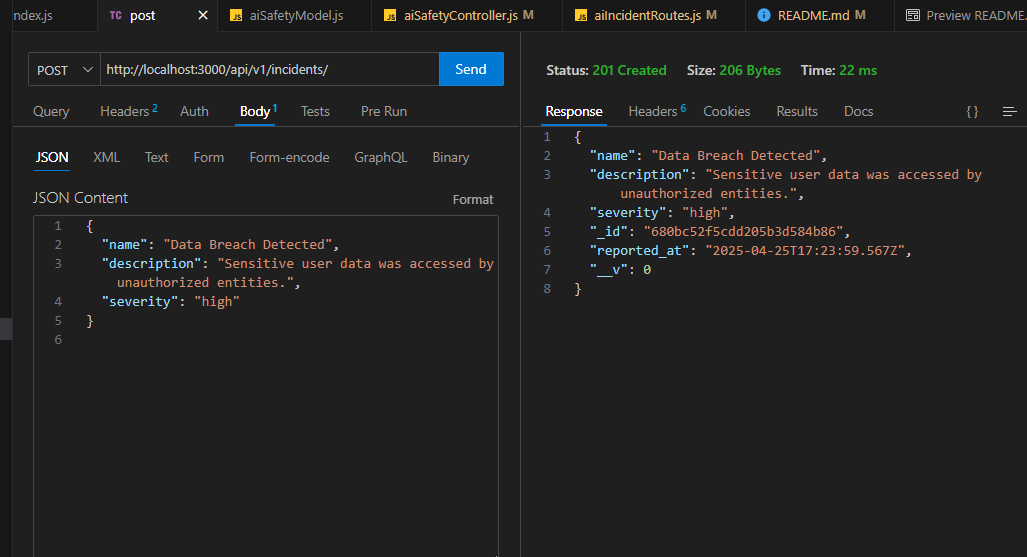 ndex.js
TC post
JS aiSafetyModel.js
JS aiSafetyController.js M
JS aiIncidentRoutes.js M
README.md M
Preview README.
POST http://localhost:3000/api/v1/incidents/ Send
Query Headers 2 Auth Body 1 Tests Pre Run
JSON XML Text Form Form-encode GraphQL Binary
JSON Content Format
1 {
2 "name": "Data Breach Detected",
3 "description": "Sensitive user data was accessed by
unauthorized entities.",
4 "severity": "high"
5 }
6
Status: 201 Created Size: 206 Bytes Time: 22 ms
Response Headers 6 Cookies Results Docs { }
1 {
2 "name": "Data Breach Detected",
3 "description": "Sensitive user data was accessed by
unauthorized entities.",
4 "severity": "high",
5 "_id": "680bc52f5cdd205b3d584b86",
6 "reported_at": "2025-04-25T17:23:59.567Z",
7 "__v": 0
8 }